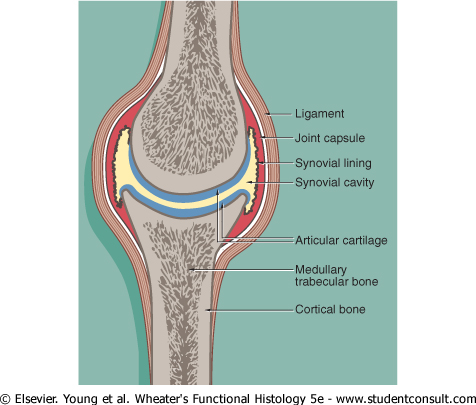 Ligament
Joint capsule
Synovial lining
Synovial cavity
Articular cartilage
Medullary
trabecular bone
Cortical bone
© Elsevier. Young et al. Wheater's Functional Histology 5e - www.studentconsult.com